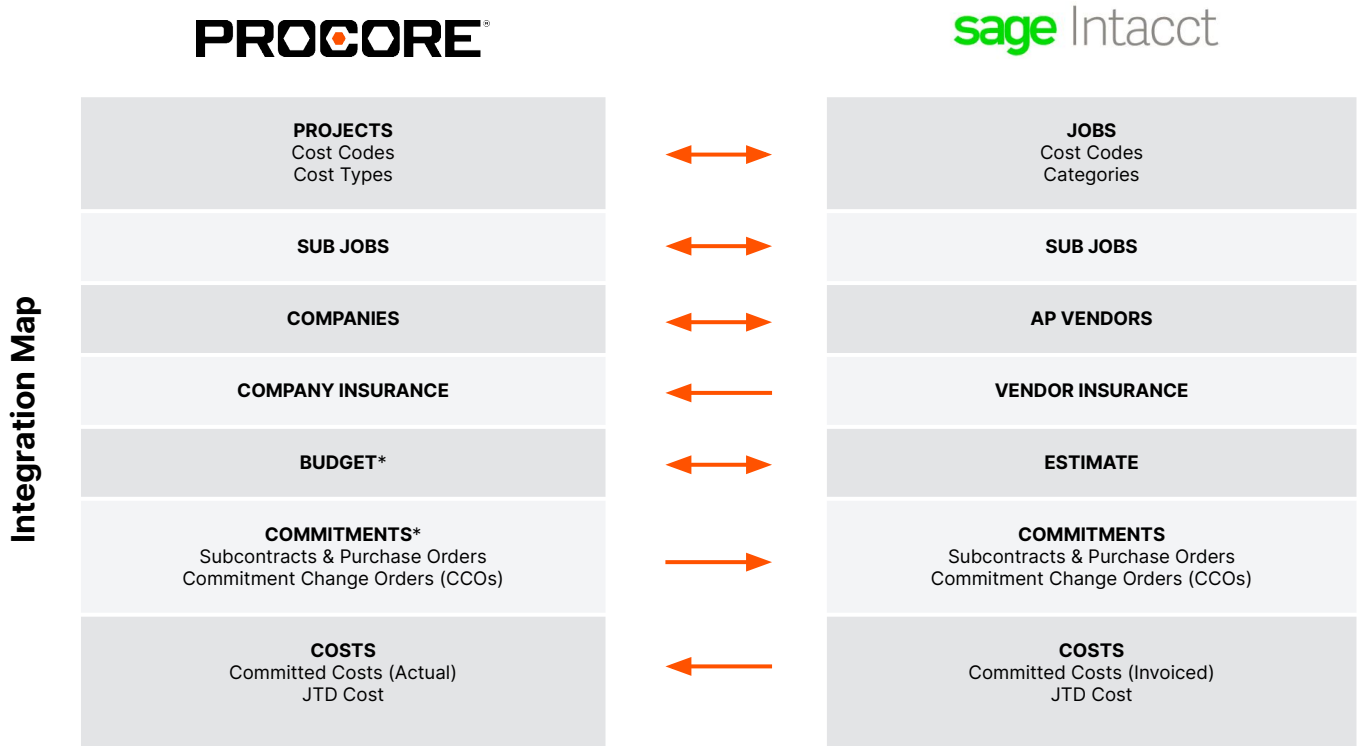 PROCORE®
sage Intacct
Integration Map
PROJECTS
Cost Codes
Cost Types
JOBS
Cost Codes
Categories
SUB JOBS
SUB JOBS
COMPANIES
AP VENDORS
COMPANY INSURANCE
VENDOR INSURANCE
BUDGET*
ESTIMATE
COMMITMENTS*
Subcontracts & Purchase Orders
Commitment Change Orders (CCOs)
COMMITMENTS
Subcontracts & Purchase Orders
Commitment Change Orders (CCOs)
COSTS
Committed Costs (Actual)
JTD Cost
COSTS
Committed Costs (Invoiced)
JTD Cost